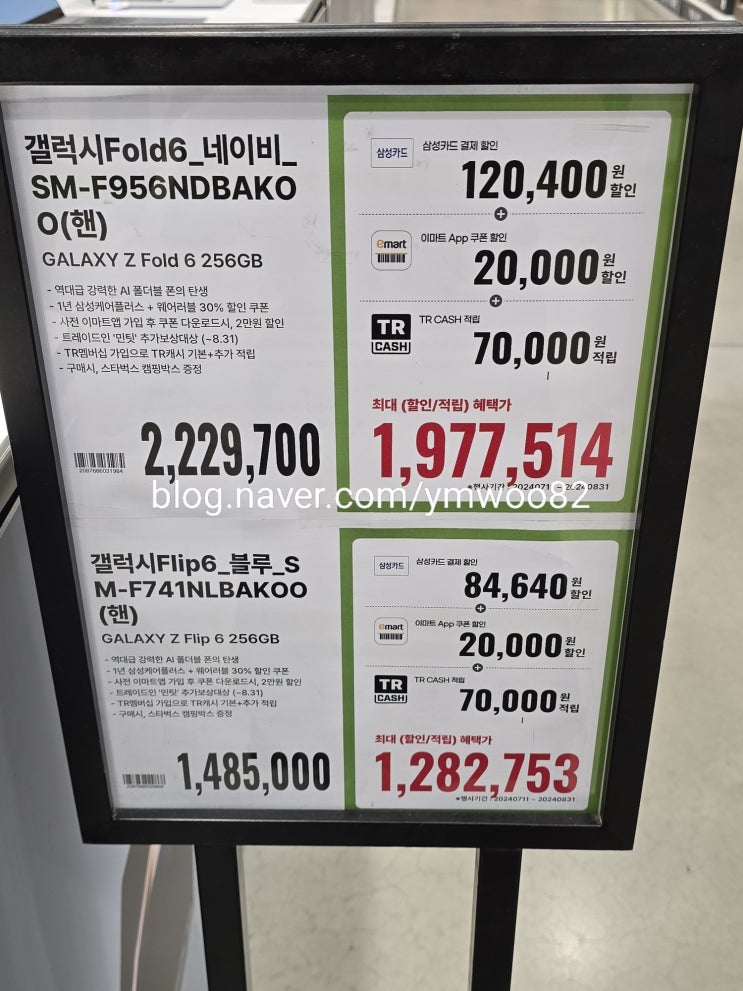 갤럭시Fold6_네이비_
SM-F956NDBAKO
O(핸)
GALAXY Z Fold 6 256GB
- 역대급 강력한 AI 폴더블 폰의 탄생
- 1년 삼성케어플러스 + 웨어러블 30% 할인 쿠폰
- 사전 이마트앱 가입 후 쿠폰 다운로드시, 2만원 할인
- 트레이드인 '민팃' 추가보상대상 (~8.31)
- TR멤버십 가입으로 TR캐시 기본+추가 적립
- 구매시, 스타벅스 캠핑박스 증정
2087686031964
2,229,700
삼성카드
삼성카드 결제 할인
120,400원 할인
emart
이마트 App 쿠폰 할인
20,000원 할인
TR CASH
TR CASH 적립
70,000원 적립
최대 (할인/적립) 혜택가
1,977,514
*행사기간 : 20240711 ~ 20240831
blog.naver.com/ymwoo82
갤럭시Flip6_블루_S
M-F741NLBAKOO
(핸)
GALAXY Z Flip 6 256GB
- 역대급 강력한 AI 폴더블 폰의 탄생
- 1년 삼성케어플러스 + 웨어러블 30% 할인 쿠폰
- 사전 이마트앱 가입 후 쿠폰 다운로드시, 2만원 할인
- 트레이드인 '민팃' 추가보상대상 (~8.31)
- TR멤버십 가입으로 TR캐시 기본+추가 적립
- 구매시, 스타벅스 캠핑박스 증정
1,485,000
삼성카드
삼성카드 결제 할인
84,640원 할인
emart
이마트 App 쿠폰 할인
20,000원 할인
TR CASH
TR CASH 적립
70,000원 적립
최대 (할인/적립) 혜택가
1,282,753
*행사기간 : 20240711 ~ 20240831